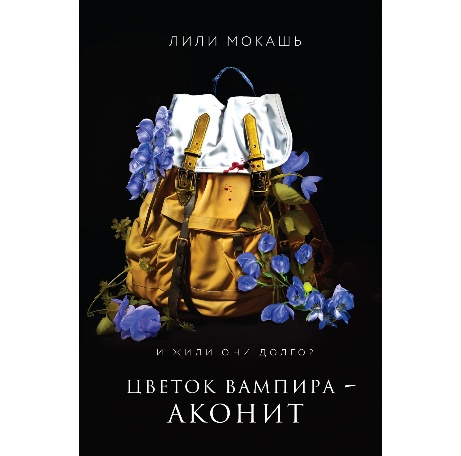 ЛИЛИ МОКАШЬ
И ЖИЛИ ОНИ ДОЛГО?
ЦВЕТОК ВАМПИРА –
АКОНИТ